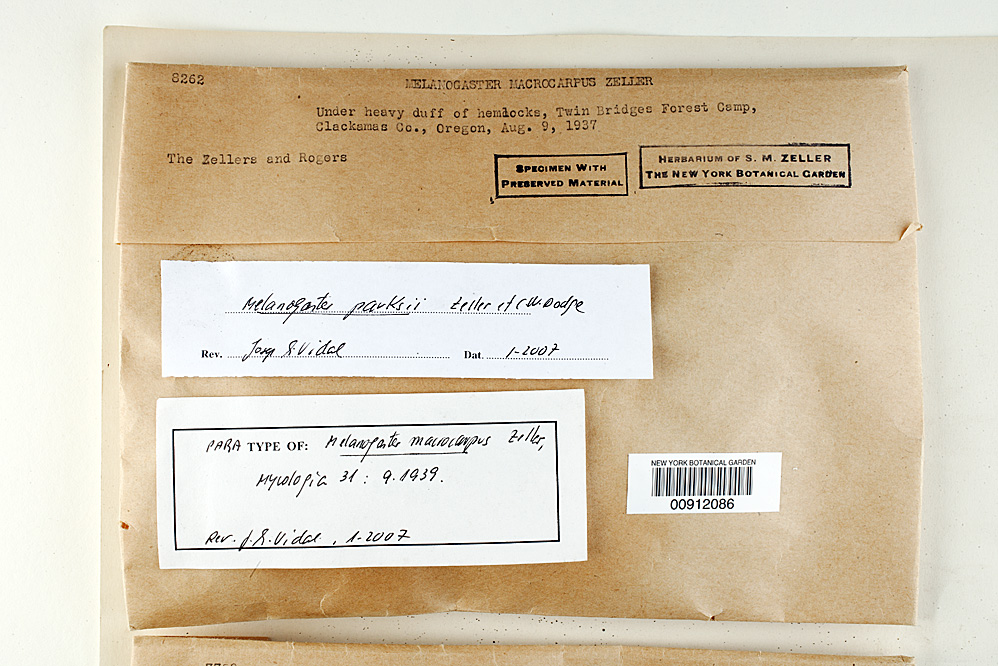 8262
MELANOGASTER MACROCARPUS ZELLER
Under heavy duff of hemlocks, Twin Bridges Forest Camp,
Clackamas Co., Oregon, Aug. 9, 1937
The Zellers and Rogers
SPECIMEN WITH
PRESERVED MATERIAL
HERBARIUM OF S. M. ZELLER
THE NEW YORK BOTANICAL GARDEN
Melanogaster parksii Zeller et C.W. Dodge
Rev. Josep S. Vidal Dat. 1-2007
PARA TYPE OF: Melanogaster macrocarpus Zeller,
Mycologia 31: 9. 1939.
Rev. J. S. Vidal, 1-2007
NEW YORK BOTANICAL GARDEN
00912086